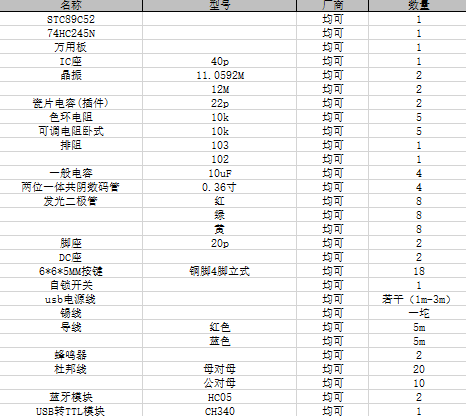 名称 型号 厂商 数量
STC89C52 均可 1
74HC245N 均可 1
万用板 均可 1
IC座 40p 均可 1
晶振 11.0592M 均可 2
12M 均可 2
瓷片电容(插件) 22p 均可 2
色环电阻 10k 均可 5
可调电阻卧式 10k 均可 5
排阻 103 均可 1
102 均可 1
一般电容 10uF 均可 4
两位一体共阴数码管 0.36寸 均可 4
发光二极管 红 均可 8
绿 均可 8
黄 均可 8
脚座 20p 均可 2
DC座 均可 2
6*6*5MM按键 铜脚4脚立式 均可 18
自锁开关 均可 1
usb电源线 均可 若干（1m-3m）
锡线 均可 一坨
导线 红色 均可 5m
蓝色 均可 5m
蜂鸣器 均可 2
杜邦线 母对母 均可 20
公对母 均可 10
蓝牙模块 HC05 均可 2
USB转TTL模块 CH340 均可 1